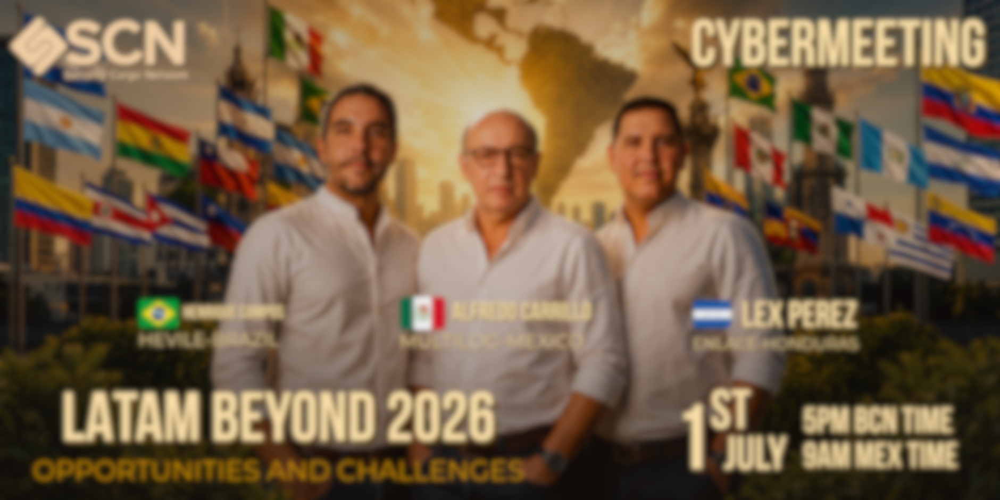 SCN
Cargo Network
CYBERMEETING
HENRIQUE CAMPOS
HEVILE-BRAZIL
ALFREDO CARRILLO
MULTILOG-MEXICO
LEX PEREZ
ENLACE-HONDURAS
LATAM BEYOND 2026
OPPORTUNITIES AND CHALLENGES
1ST JULY
5PM BCN TIME
9AM MEX TIME